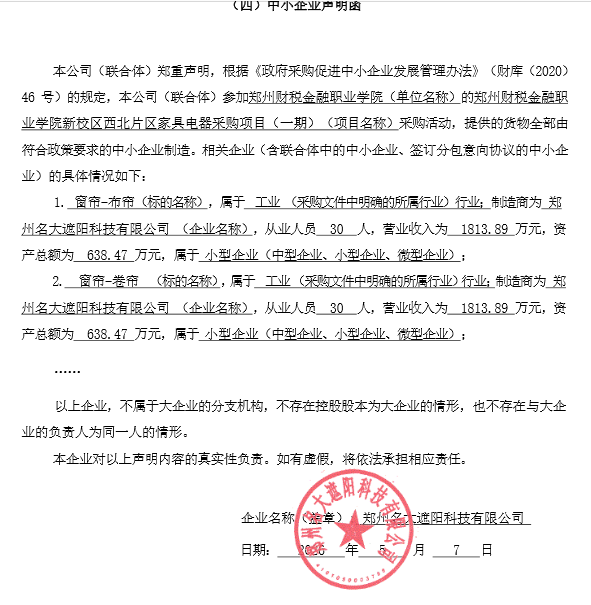 （四）中小企业声明函
本公司（联合体）郑重声明，根据《政府采购促进中小企业发展管理办法》（财库（2020）
46 号）的规定，本公司（联合体）参加郑州财税金融职业学院（单位名称）的郑州财税金融职
业学院新校区西北片区家具电器采购项目（一期）（项目名称）采购活动，提供的货物全部由
符合政策要求的中小企业制造。相关企业（含联合体中的中小企业、签订分包意向协议的中小企
业）的具体情况如下：
1. 窗帘-布帘（标的名称），属于 工业 （采购文件中明确的所属行业）行业；制造商为 郑
州名大遮阳科技有限公司 （企业名称），从业人员 30 人，营业收入为 1813.89 万元，资
产总额为 638.47 万元，属于 小型企业（中型企业、小型企业、微型企业）；
2. 窗帘-卷帘 （标的名称），属于 工业 （采购文件中明确的所属行业）行业；制造商为 郑
州名大遮阳科技有限公司 （企业名称），从业人员 30 人，营业收入为 1813.89 万元，资
产总额为 638.47 万元，属于 小型企业（中型企业、小型企业、微型企业）；
……
以上企业，不属于大企业的分支机构，不存在控股股东为大企业的情形，也不存在与大企
业的负责人为同一人的情形。
本企业对以上声明内容的真实性负责。如有虚假，将依法承担相应责任。
企业名称（盖章）：郑州名大遮阳科技有限公司
日期： 年 5 月 7 日
郑州名大遮阳科技有限公司